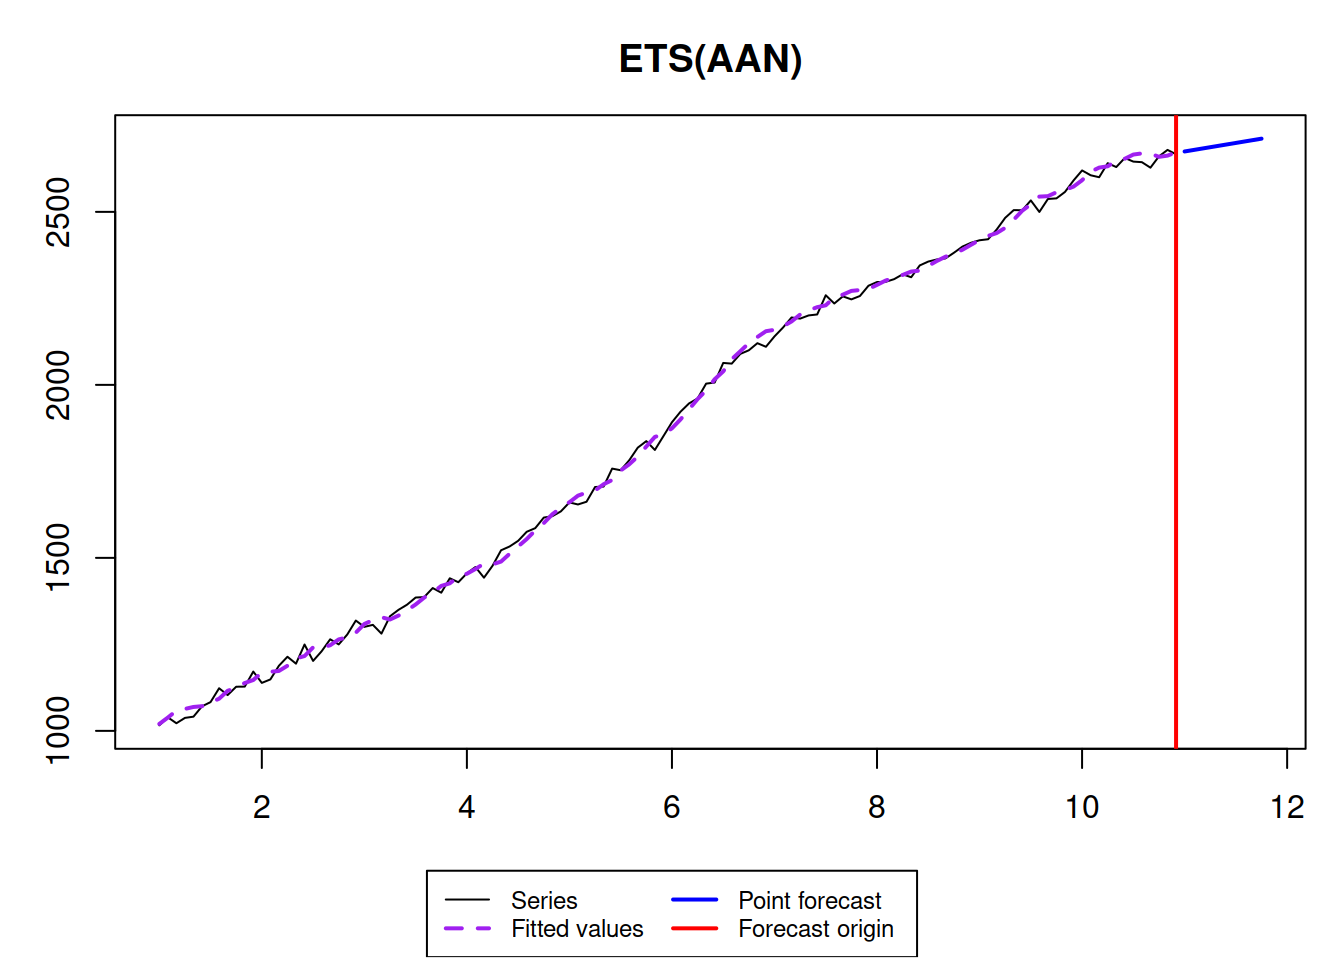 ETS(AAN)
2500
2000
1500
1000
2 4 6 8 10 12
Series Point forecast
Fitted values Forecast origin